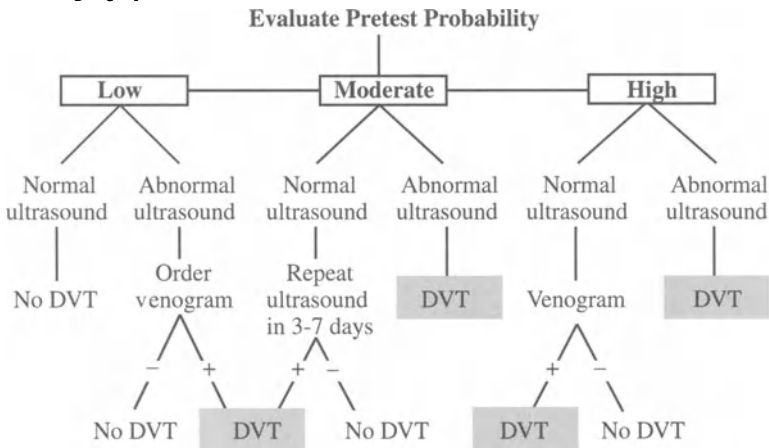 Evaluate Pretest Probability
Low Moderate High
Normal Abnormal Normal Abnormal Normal Abnormal
ultrasound ultrasound ultrasound ultrasound ultrasound ultrasound
Order Repeat
No DVT venogram ultrasound DVT Venogram DVT
in 3-7 days
− + + − + −
No DVT DVT No DVT DVT No DVT